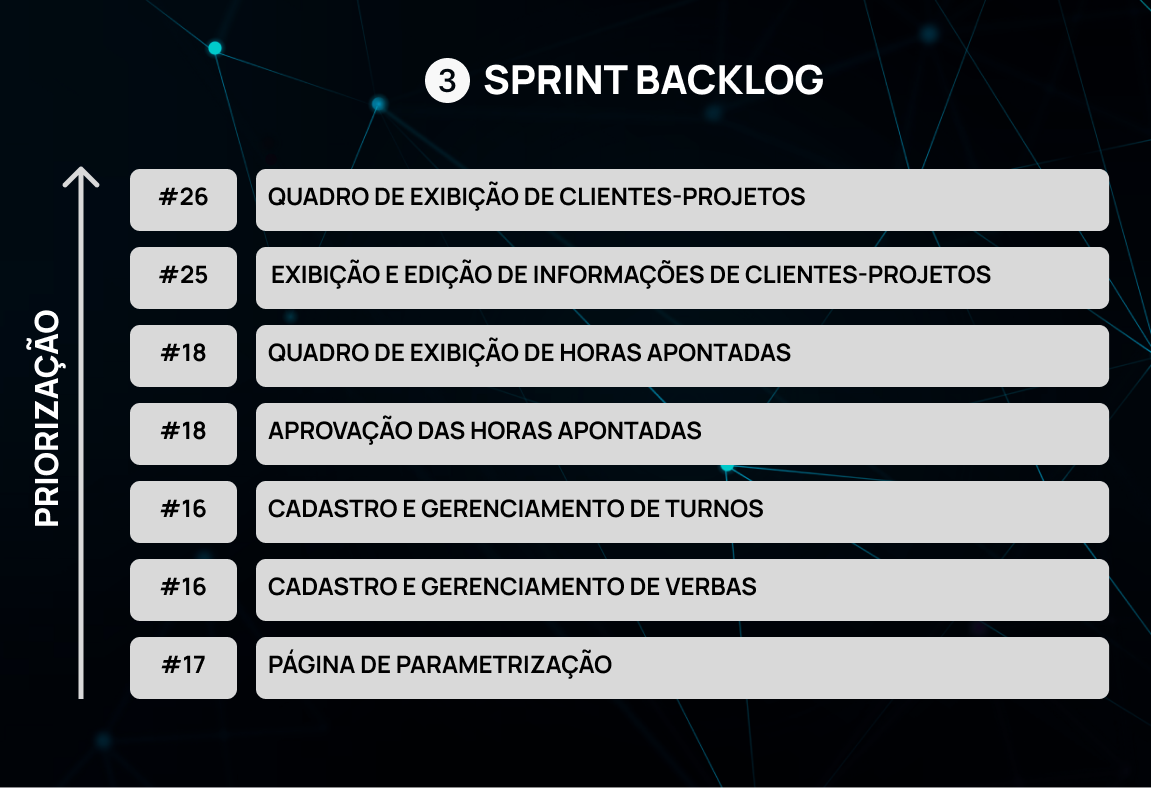 3 SPRINT BACKLOG
PRIORIZAÇÃO
#26 QUADRO DE EXIBIÇÃO DE CLIENTES-PROJETOS
#25 EXIBIÇÃO E EDIÇÃO DE INFORMAÇÕES DE CLIENTES-PROJETOS
#18 QUADRO DE EXIBIÇÃO DE HORAS APONTADAS
#18 APROVAÇÃO DAS HORAS APONTADAS
#16 CADASTRO E GERENCIAMENTO DE TURNOS
#16 CADASTRO E GERENCIAMENTO DE VERBAS
#17 PÁGINA DE PARAMETRIZAÇÃO